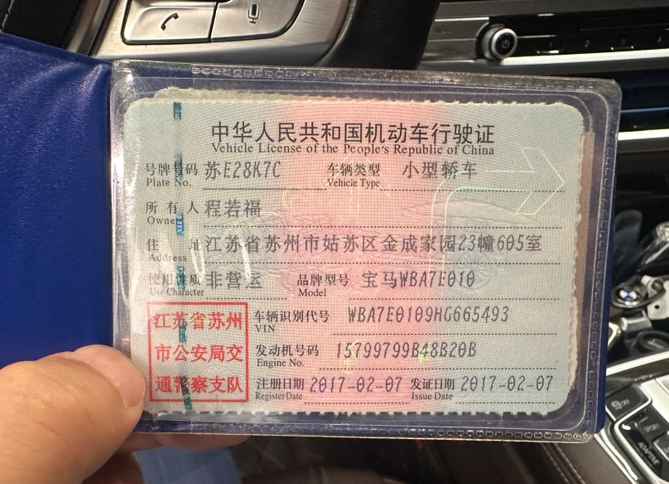 中华人民共和国机动车行驶证
Vehicle License of the People's Republic of China
号牌号码 苏E28K7C 车辆类型 小型轿车
Plate No. Vehicle Type
所有人 程若福
Owner
住址 江苏省苏州市姑苏区金成家园23幢605室
Address
使用性质 非营运 品牌型号 宝马WBA7E010
Use Character Model
江苏省苏州
市公安局交
通警察支队
车辆识别代号 WBA7E0109HG665493
VIN
发动机号码 15799799B48B20B
Engine No.
注册日期 2017-02-07 发证日期 2017-02-07
Register Date Issue Date